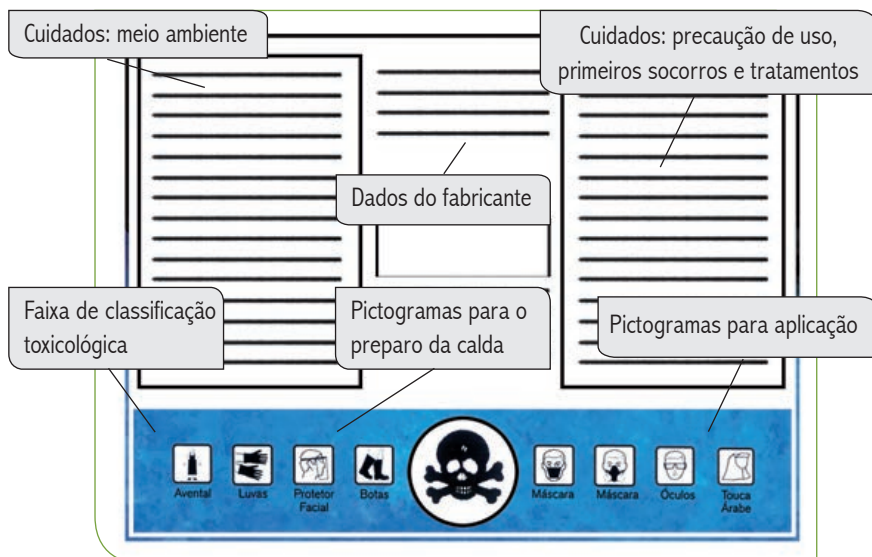 Cuidados: meio ambiente
Cuidados: precaução de uso,
primeiros socorros e tratamentos
Dados do fabricante
Faixa de classificação
toxicológica
Pictogramas para o
preparo da calda
Pictogramas para aplicação
Avental
Luvas
Protetor
Facial
Botas
Máscara
Máscara
Óculos
Touca
Árabe